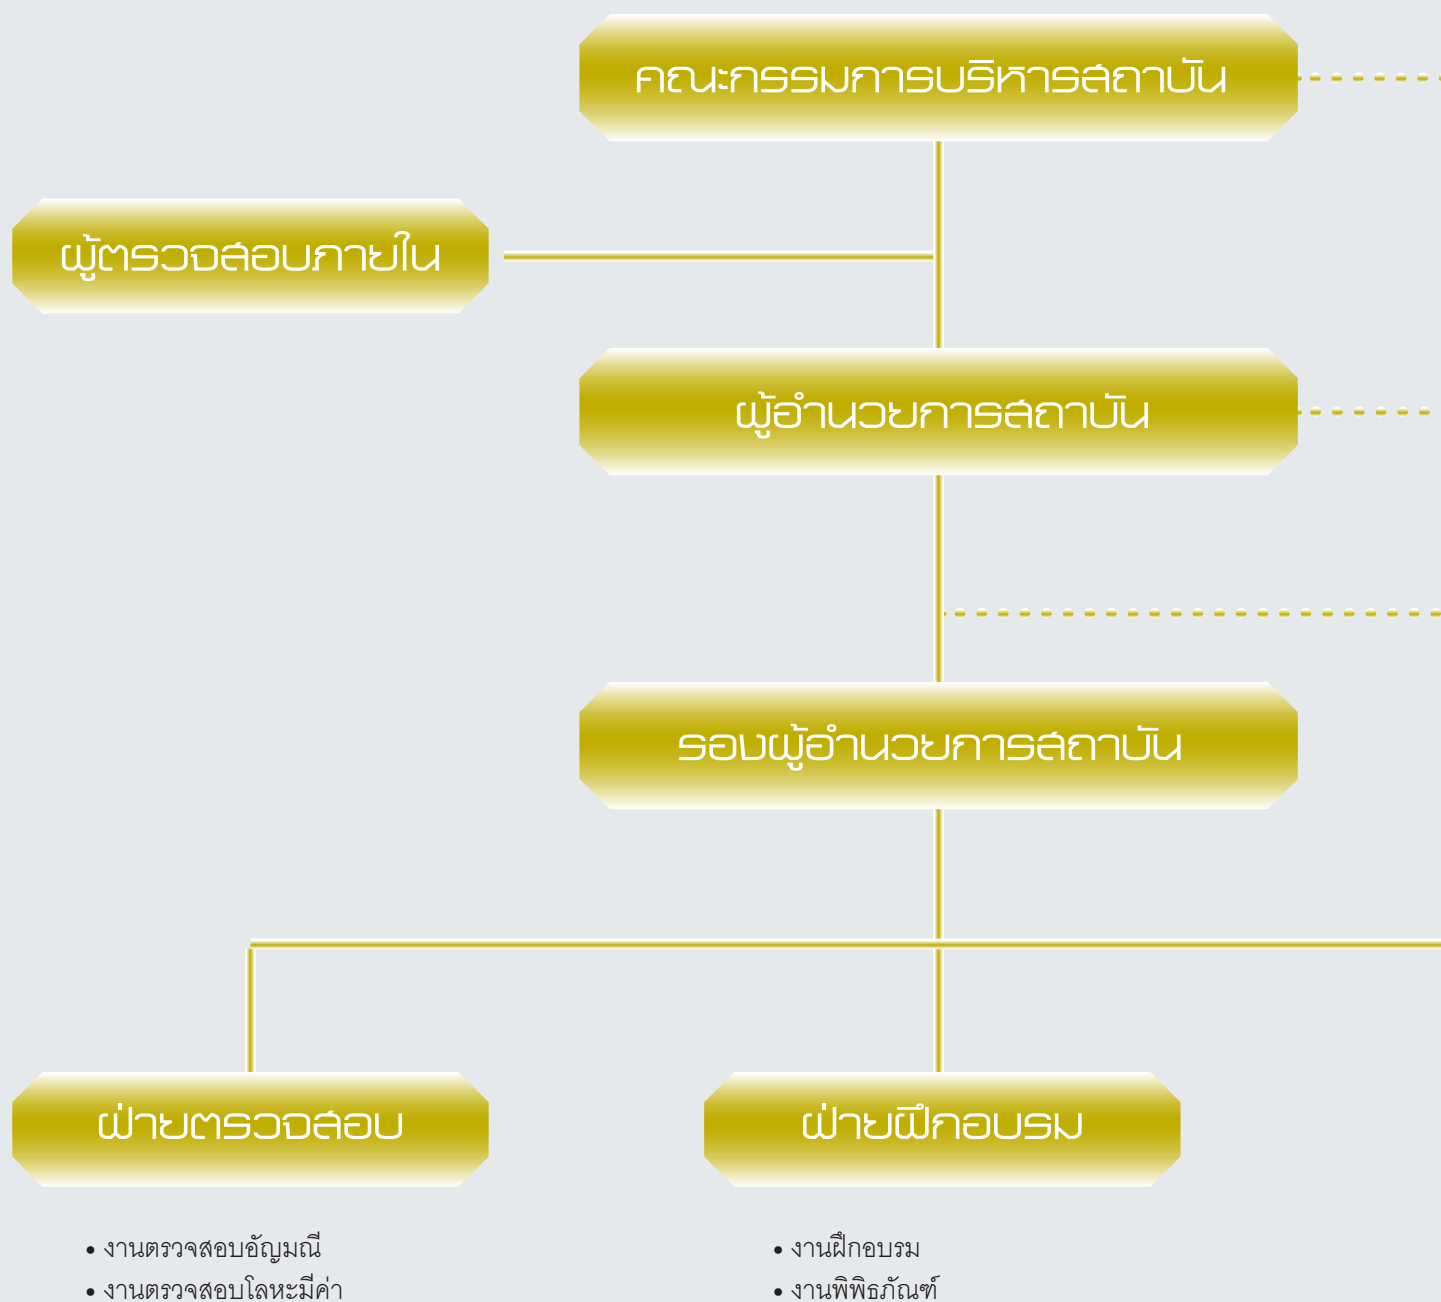 คณะกรรมการบริหารสถาบัน
ผู้ตรวจสอบภายใน
ผู้อำนวยการสถาบัน
รองผู้อำนวยการสถาบัน
ฝ่ายตรวจสอบ
ฝ่ายฝึกอบรม
• งานตรวจสอบอัญมณี
• งานตรวจสอบโลหะมีค่า
• งานฝึกอบรม
• งานพิพิธภัณฑ์